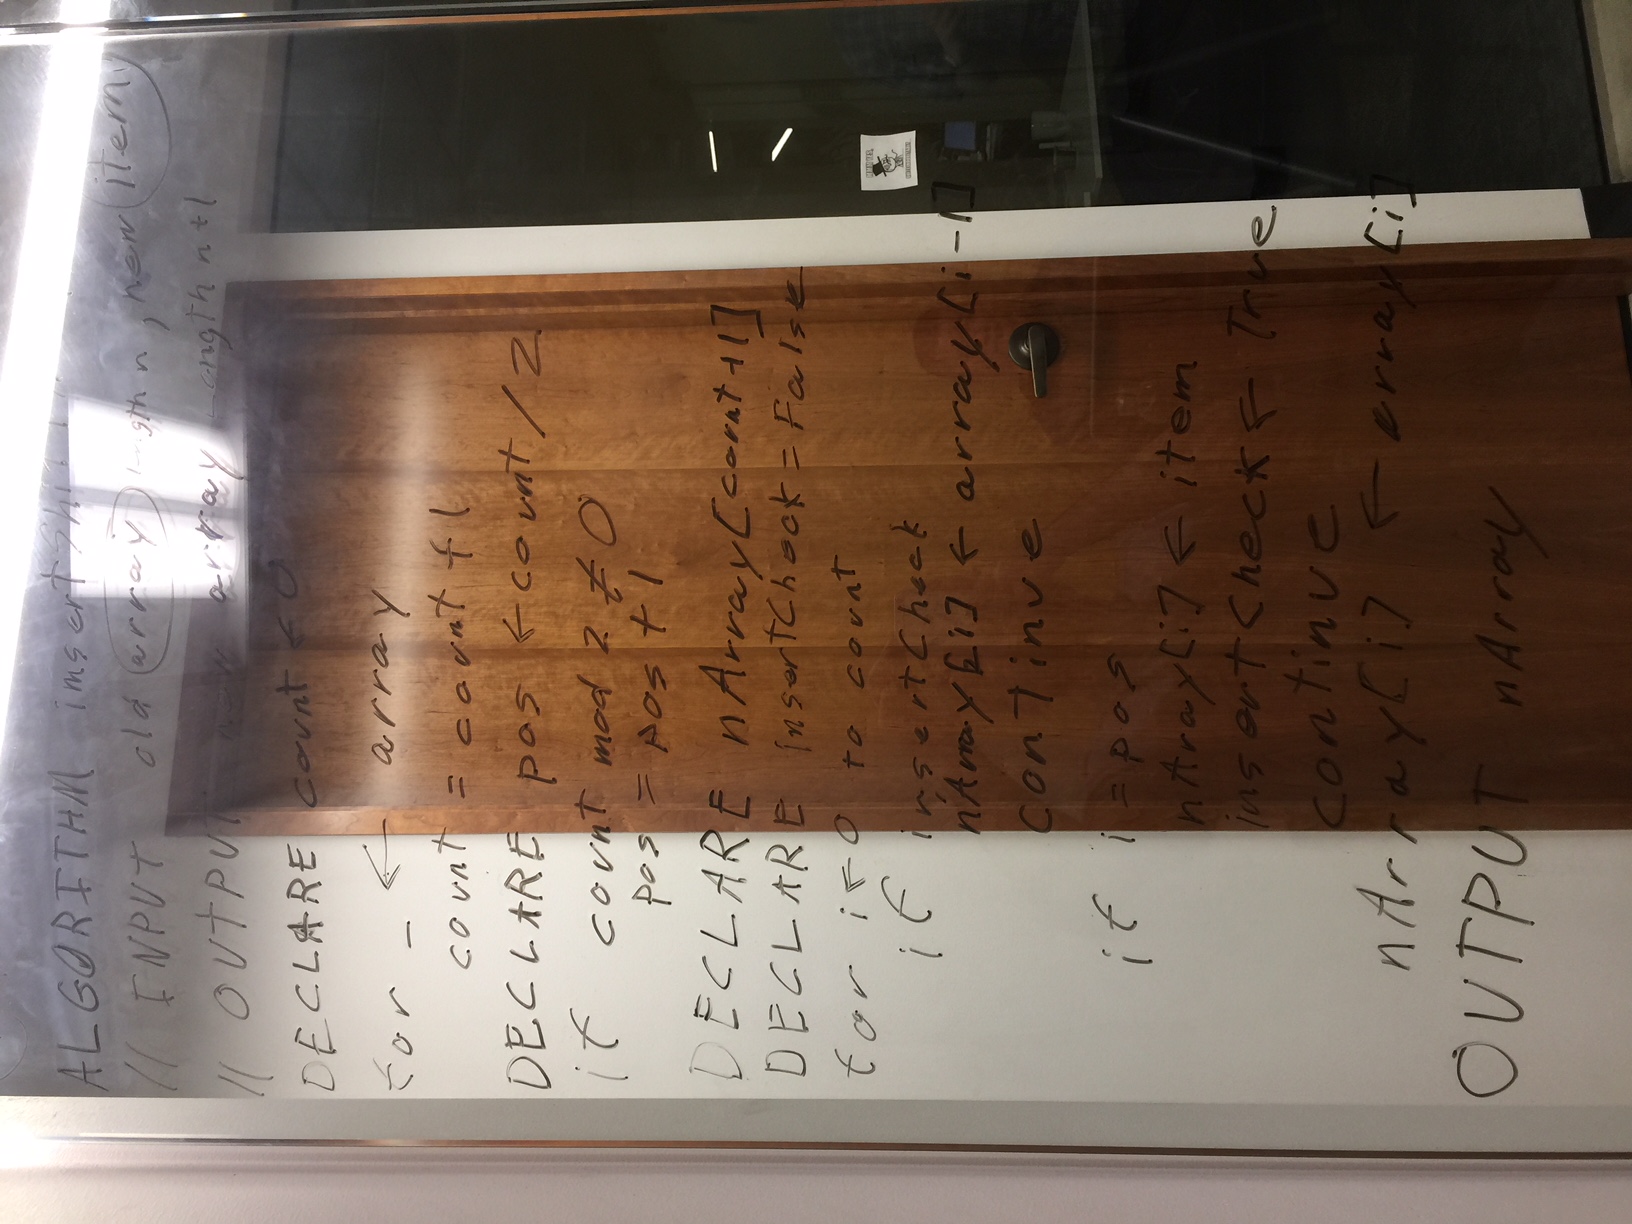 ALGORITHM
// INPUT old array length n, new item
// OUTPUT new array Length n+1
DECLARE count ← 0
for _ ← array
count = count +1
DECLARE pos ← count / 2
if count mod 2 ≠ 0
pos = pos + 1
DECLARE nArray[count+1]
DECLARE insertCheck = False
for i ← 0 to count
if insertCheck
nArray[i] ← array[i-1]
continue
if i = pos
nArray[i] ← item
insertCheck ← True
continue
nArray[i] ← array[i]
OUTPUT nArray